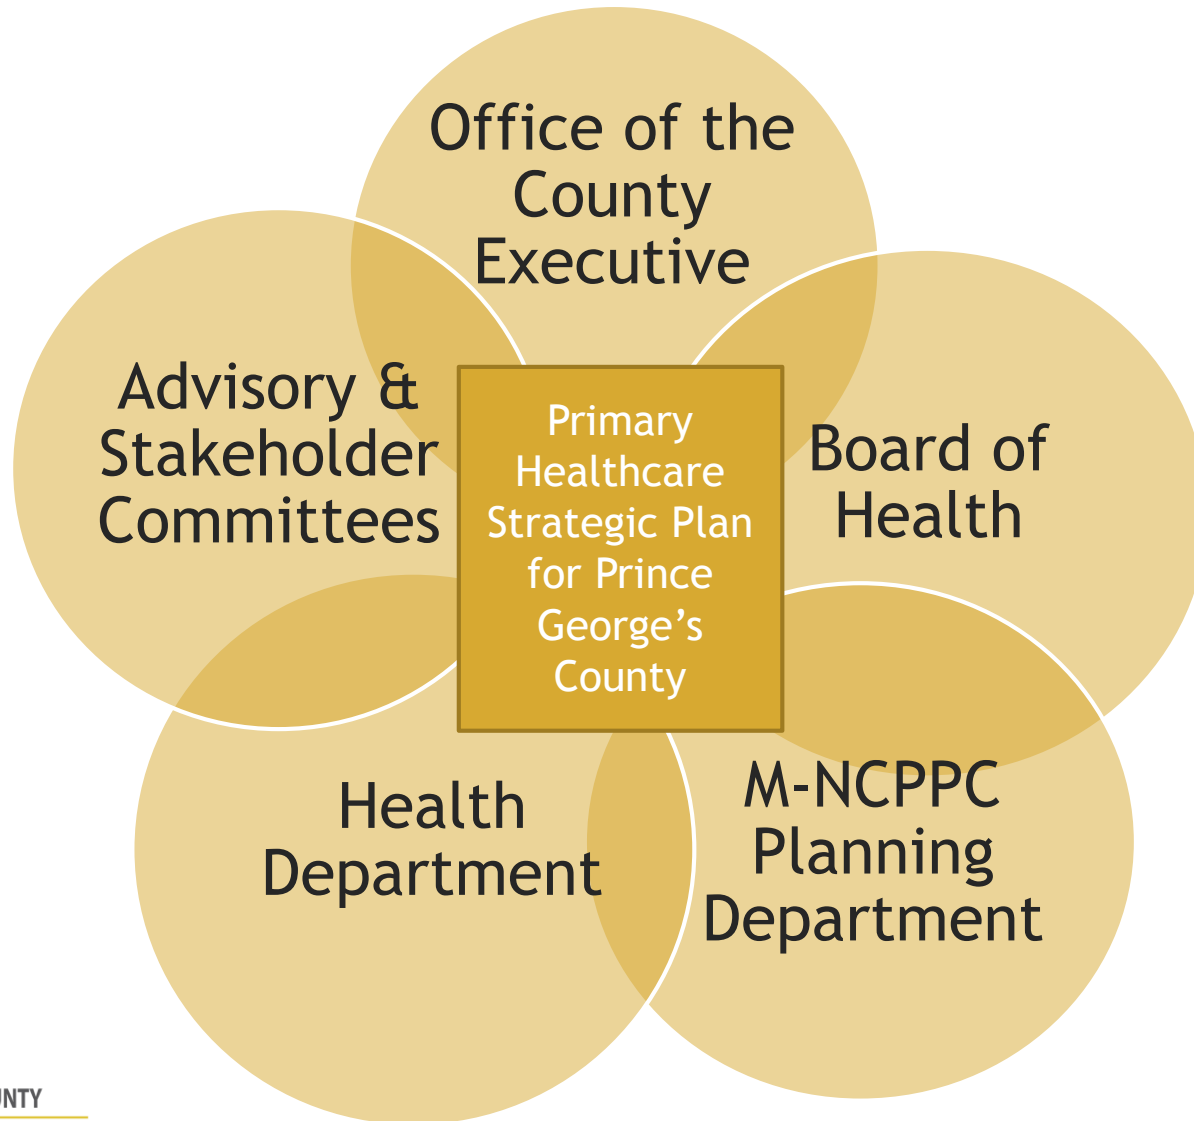 Office of the
County
Executive
Advisory &
Stakeholder
Committees
Primary
Healthcare
Strategic Plan
for Prince
George’s
County
Board of
Health
Health
Department
M-NCPPC
Planning
Department